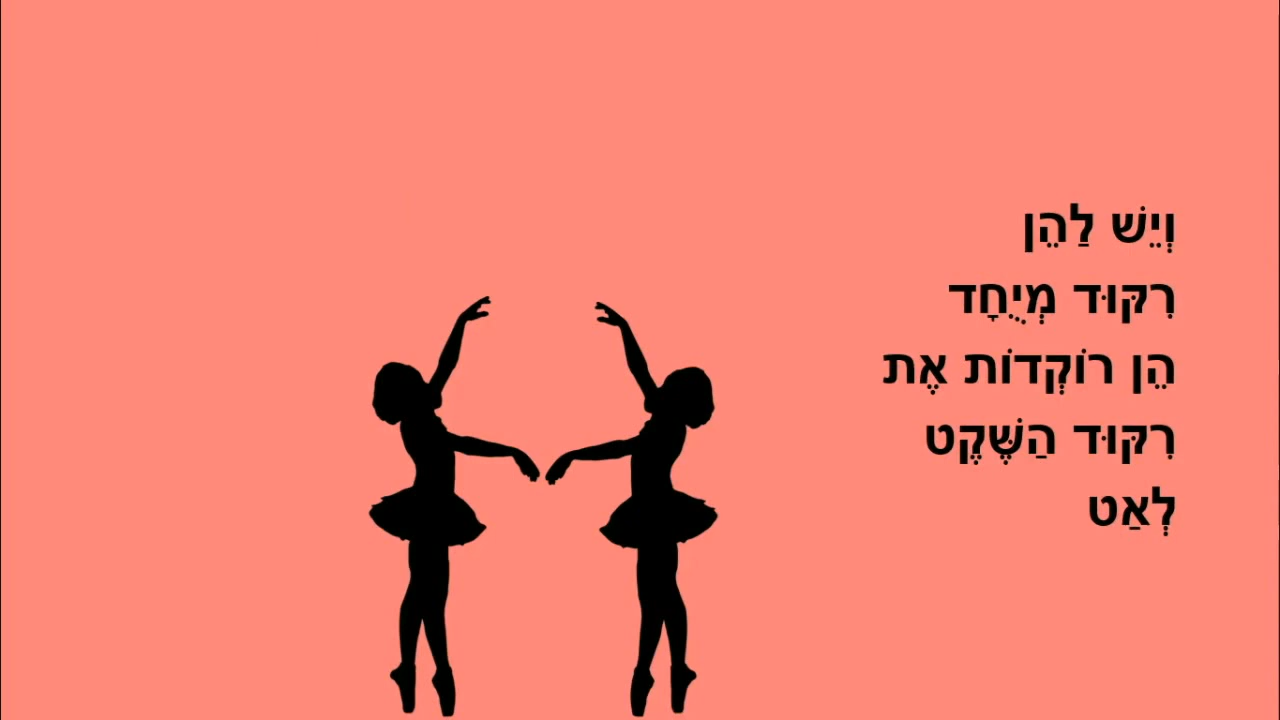 וְיֵשׁ לַהֵן
רִקּוּד מְיֻחָד
הֵן רוֹקְדוֹת אֶת
רִקּוּד הַשֶּׁקֶט
לְאַט